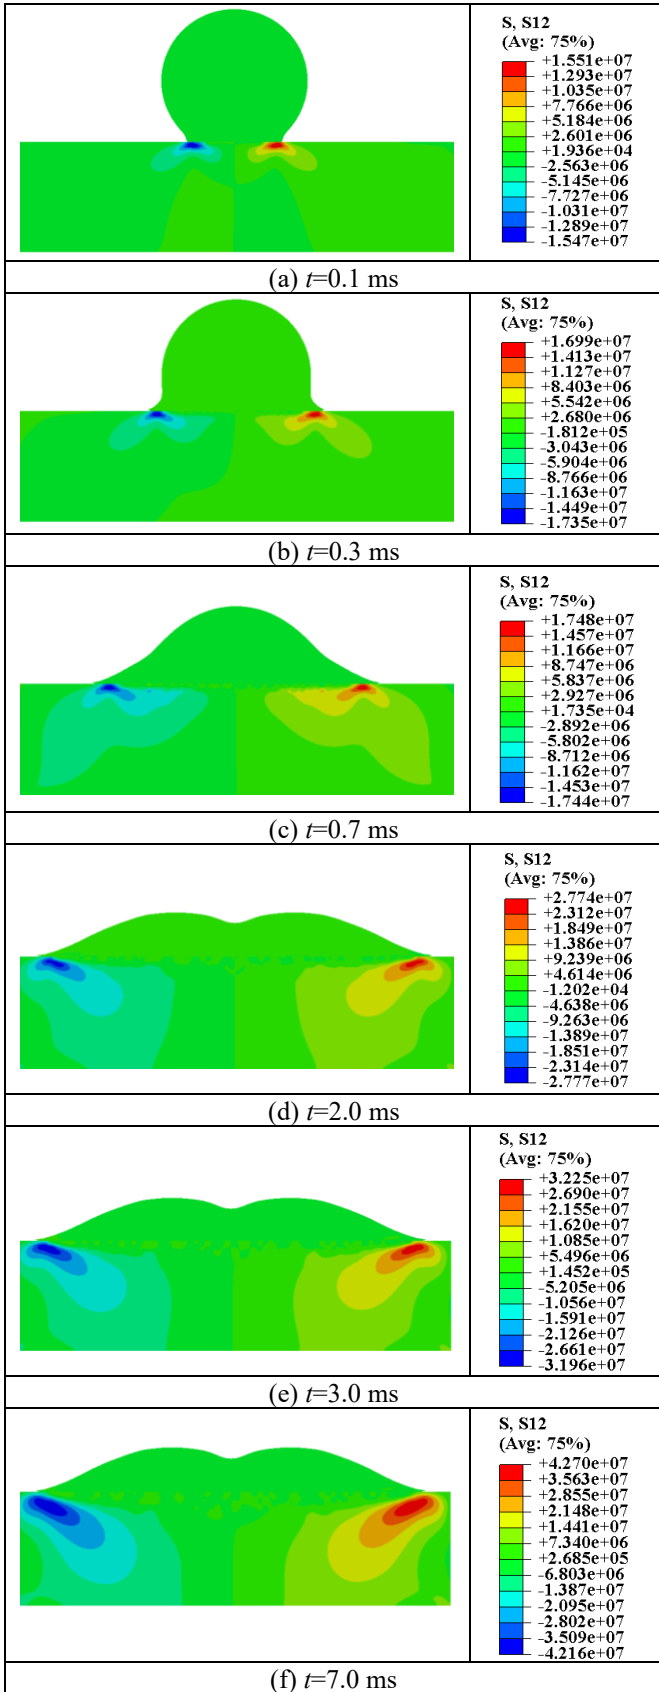 S, S12
(Avg: 75%)
+1.551e+07
+1.293e+07
+1.035e+07
+7.766e+06
+5.184e+06
+2.601e+06
+1.936e+04
-2.563e+06
-5.145e+06
-7.727e+06
-1.031e+07
-1.289e+07
-1.547e+07
(a) t=0.1 ms
S, S12
(Avg: 75%)
+1.699e+07
+1.413e+07
+1.127e+07
+8.403e+06
+5.542e+06
+2.680e+06
-1.812e+05
-3.043e+06
-5.904e+06
-8.766e+06
-1.163e+07
-1.449e+07
-1.735e+07
(b) t=0.3 ms
S, S12
(Avg: 75%)
+1.748e+07
+1.457e+07
+1.166e+07
+8.747e+06
+5.837e+06
+2.927e+06
+1.735e+04
-2.892e+06
-5.802e+06
-8.712e+06
-1.162e+07
-1.453e+07
-1.744e+07
(c) t=0.7 ms
S, S12
(Avg: 75%)
+2.774e+07
+2.312e+07
+1.849e+07
+1.386e+07
+9.239e+06
+4.614e+06
-1.202e+04
-4.638e+06
-9.263e+06
-1.389e+07
-1.851e+07
-2.314e+07
-2.777e+07
(d) t=2.0 ms
S, S12
(Avg: 75%)
+3.225e+07
+2.690e+07
+2.155e+07
+1.620e+07
+1.085e+07
+5.496e+06
+1.452e+05
-5.205e+06
-1.056e+07
-1.591e+07
-2.126e+07
-2.661e+07
-3.196e+07
(e) t=3.0 ms
S, S12
(Avg: 75%)
+4.270e+07
+3.563e+07
+2.855e+07
+2.148e+07
+1.441e+07
+7.340e+06
+2.685e+05
-6.803e+06
-1.387e+07
-2.095e+07
-2.802e+07
-3.509e+07
-4.216e+07
(f) t=7.0 ms